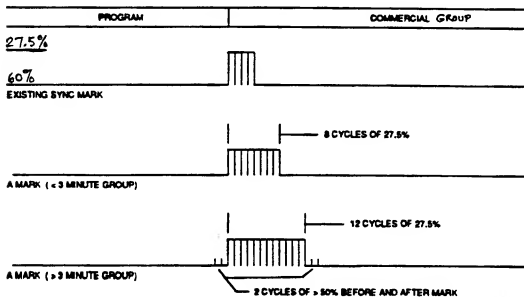 PROGRAM
COMMERCIAL GROUP
27.5%
60%
EXISTING SYNC MARK
8 CYCLES OF 27.5%
A MARK ( < 3 MINUTE GROUP)
12 CYCLES OF 27.5%
A MARK ( > 3 MINUTE GROUP)
2 CYCLES OF > 50% BEFORE AND AFTER MARK